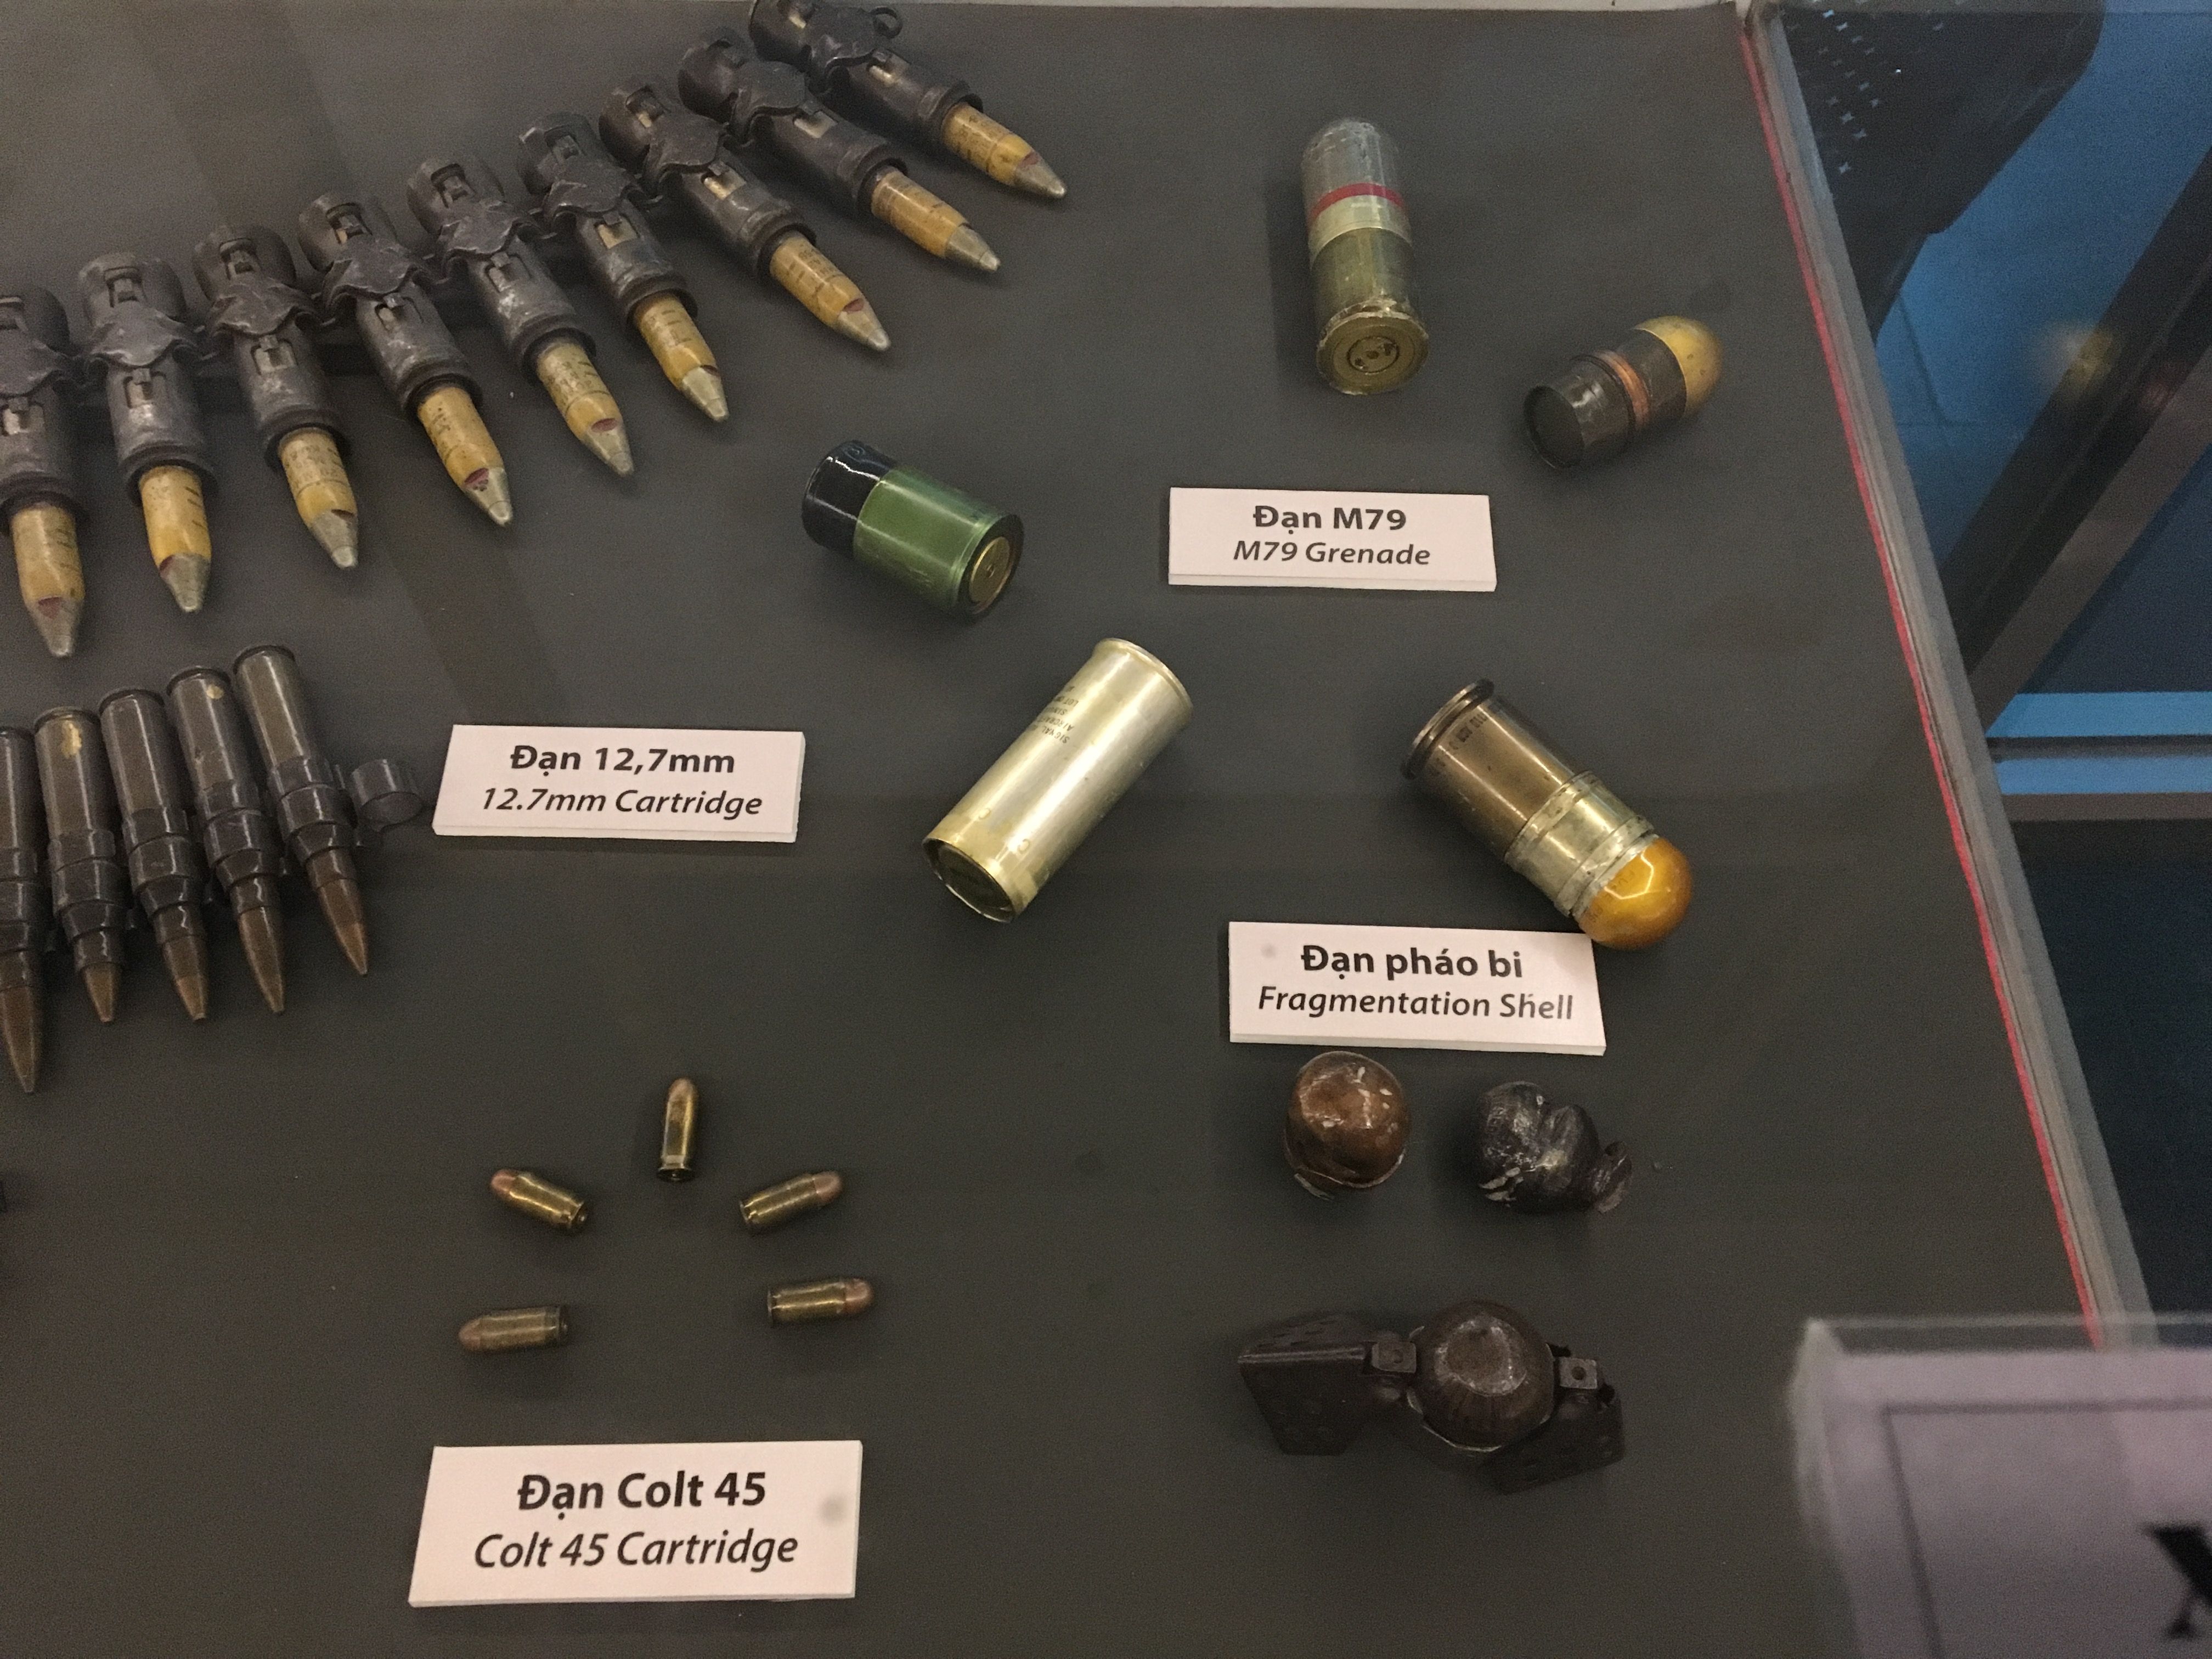 Đạn M79
M79 Grenade
Đạn 12,7mm
12.7mm Cartridge
SIGNAL
Đạn pháo bi
Fragmentation Shell
Đạn Colt 45
Colt 45 Cartridge